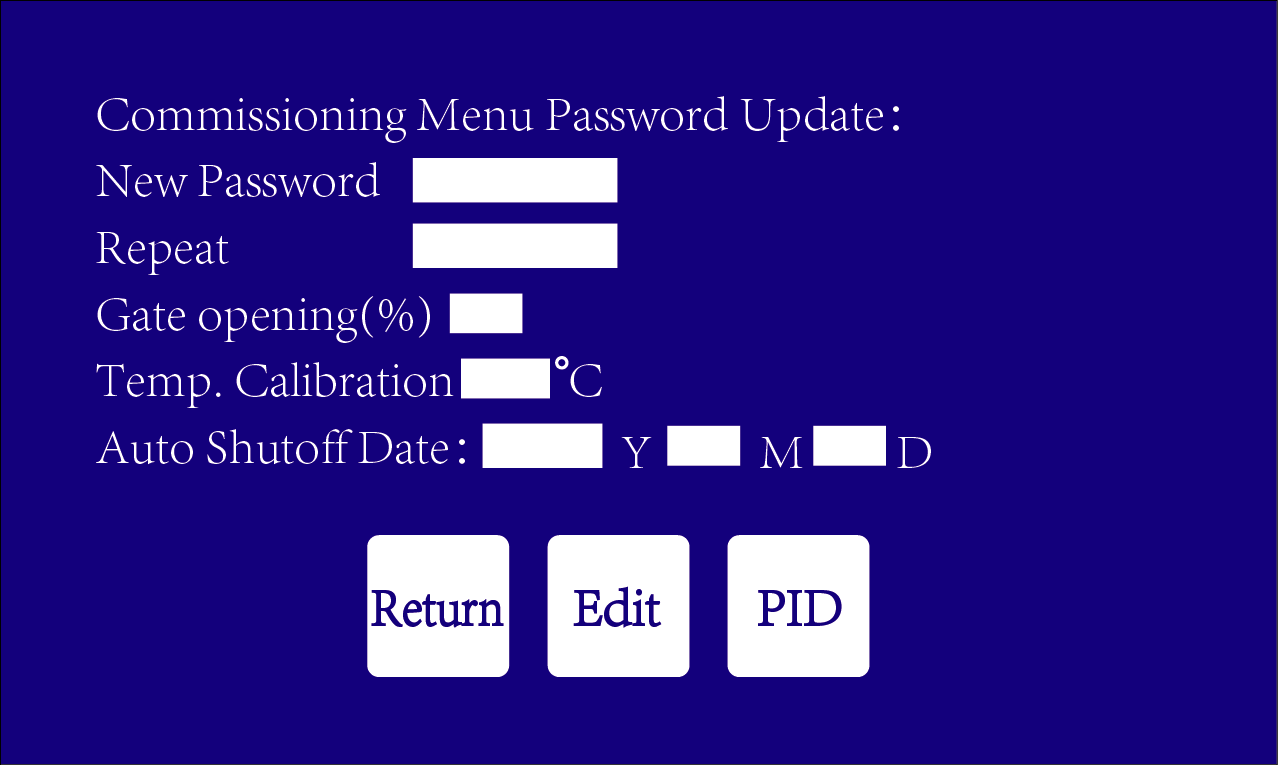 Commissioning Menu Password Update:
New Password
Repeat
Gate opening(%)
Temp. Calibration °C
Auto Shutoff Date: Y M D
Return Edit PID